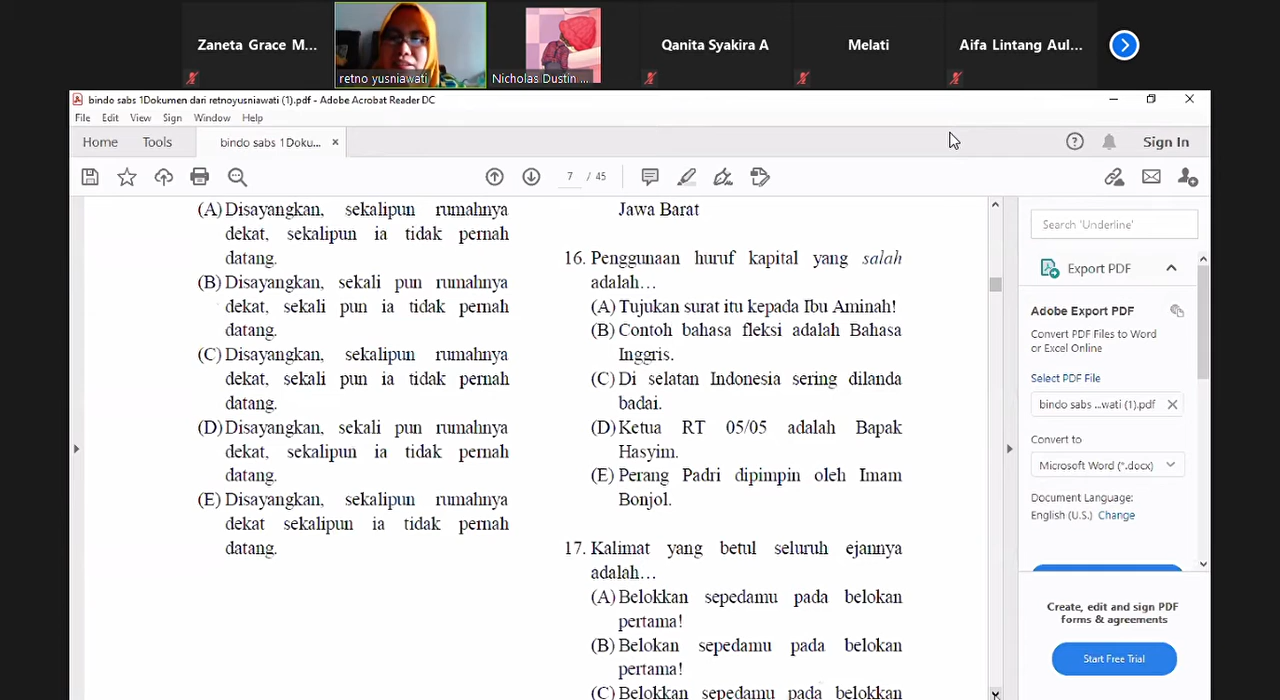 Zaneta Grace M...
retno yusniawati
Nicholas Dustin ...
Qanita Syakira A
Melati
Aifa Lintang Aul...
bindo sabs 1Dokumen dari retnoyusniawati (1).pdf - Adobe Acrobat Reader DC
File Edit View Sign Window Help
Home Tools bindo sabs 1Doku... × Sign In
7 / 45
(A) Disayangkan, sekalipun rumahnya
dekat, sekalipun ia tidak pernah
datang.
(B) Disayangkan, sekali pun rumahnya
dekat, sekali pun ia tidak pernah
datang.
(C) Disayangkan, sekalipun rumahnya
dekat, sekali pun ia tidak pernah
datang.
(D) Disayangkan, sekali pun rumahnya
dekat, sekalipun ia tidak pernah
datang.
(E) Disayangkan, sekalipun rumahnya
dekat sekalipun ia tidak pernah
datang.
Jawa Barat
16. Penggunaan huruf kapital yang salah
adalah…
(A) Tujukan surat itu kepada Ibu Aminah!
(B) Contoh bahasa fleksi adalah Bahasa
Inggris.
(C) Di selatan Indonesia sering dilanda
badai.
(D) Ketua RT 05/05 adalah Bapak
Hasyim.
(E) Perang Padri dipimpin oleh Imam
Bonjol.
17. Kalimat yang betul seluruh ejannya
adalah…
(A) Belokkan sepedamu pada belokan
pertama!
(B) Belokan sepedamu pada belokan
pertama!
(C) Belokkan sepedamu pada belokkan
Search 'Underline'
Export PDF
Adobe Export PDF
Convert PDF Files to Word
or Excel Online
Select PDF File
bindo sabs ...wati (1).pdf ×
Convert to
Microsoft Word (*.docx)
Document Language:
English (U.S.) Change
Create, edit and sign PDF
forms & agreements
Start Free Trial